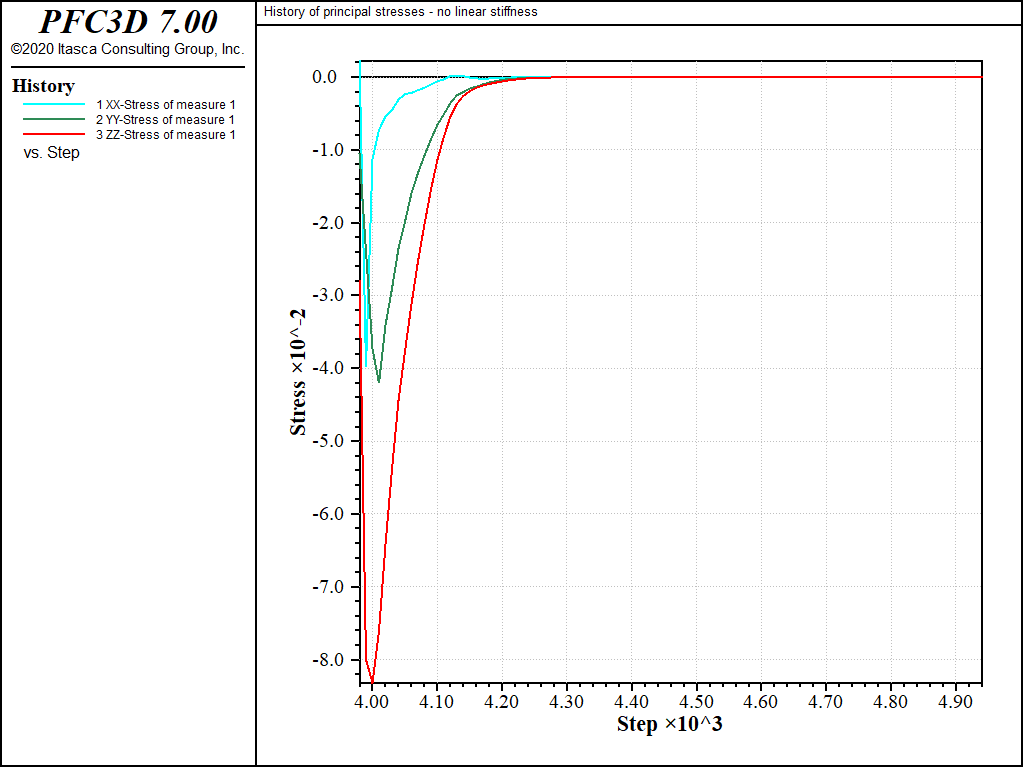 PFC3D 7.00
©2020 Itasca Consulting Group, Inc.
History
1 XX-Stress of measure 1
2 YY-Stress of measure 1
3 ZZ-Stress of measure 1
vs. Step
History of principal stresses - no linear stiffness
0.0
-1.0
-2.0
-3.0
-4.0
-5.0
-6.0
-7.0
-8.0
Stress ×10^-2
4.00 4.10 4.20 4.30 4.40 4.50 4.60 4.70 4.80 4.90
Step ×10^3